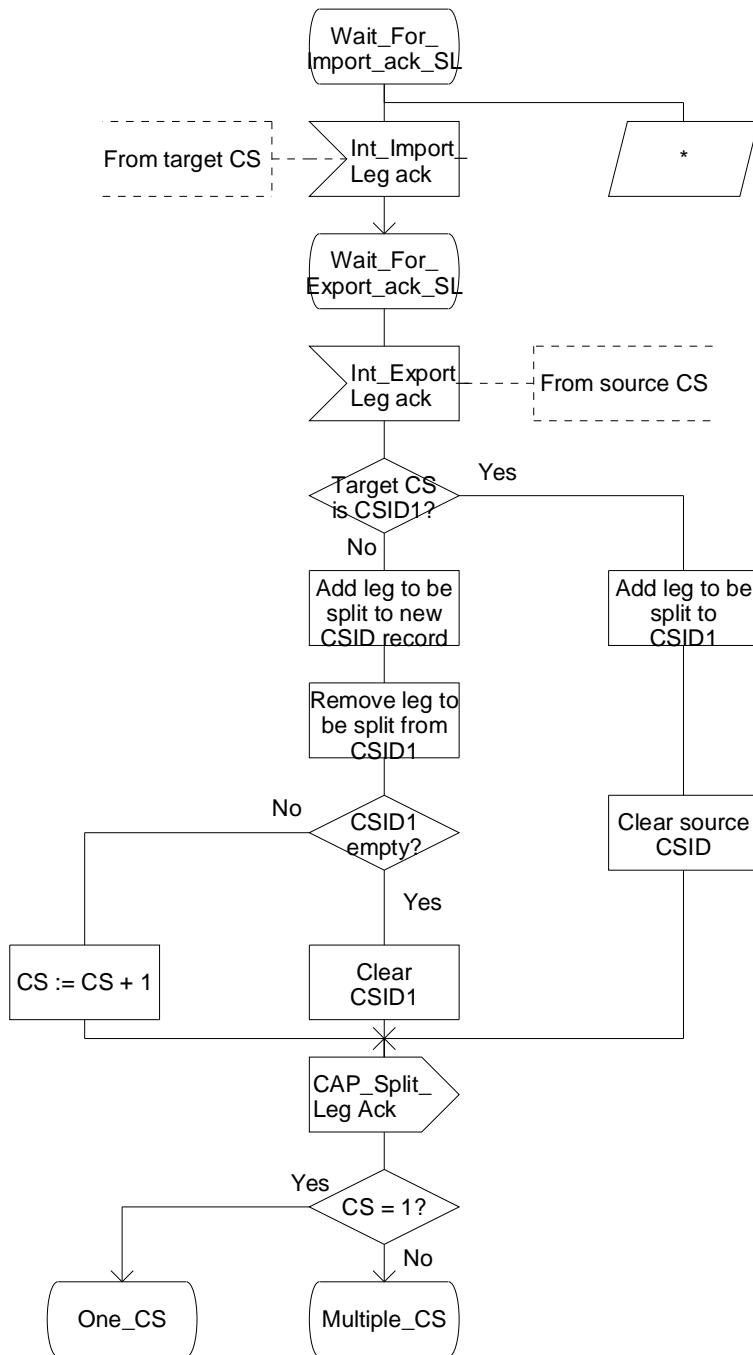 Wait_For_
Import_ack_SL
From target CS
Int_Import_
Leg ack
*
Wait_For_
Export_ack_SL
Int_Export_
Leg ack
From source CS
Target CS
is CSID1?
Yes
No
Add leg to be
split to new
CSID record
Add leg to be
split to
CSID1
Remove leg to
be split from
CSID1
No
CSID1
empty?
Clear source
CSID
Yes
CS := CS + 1
Clear
CSID1
CAP_Split_
Leg Ack
Yes
CS = 1?
No
One_CS
Multiple_CS